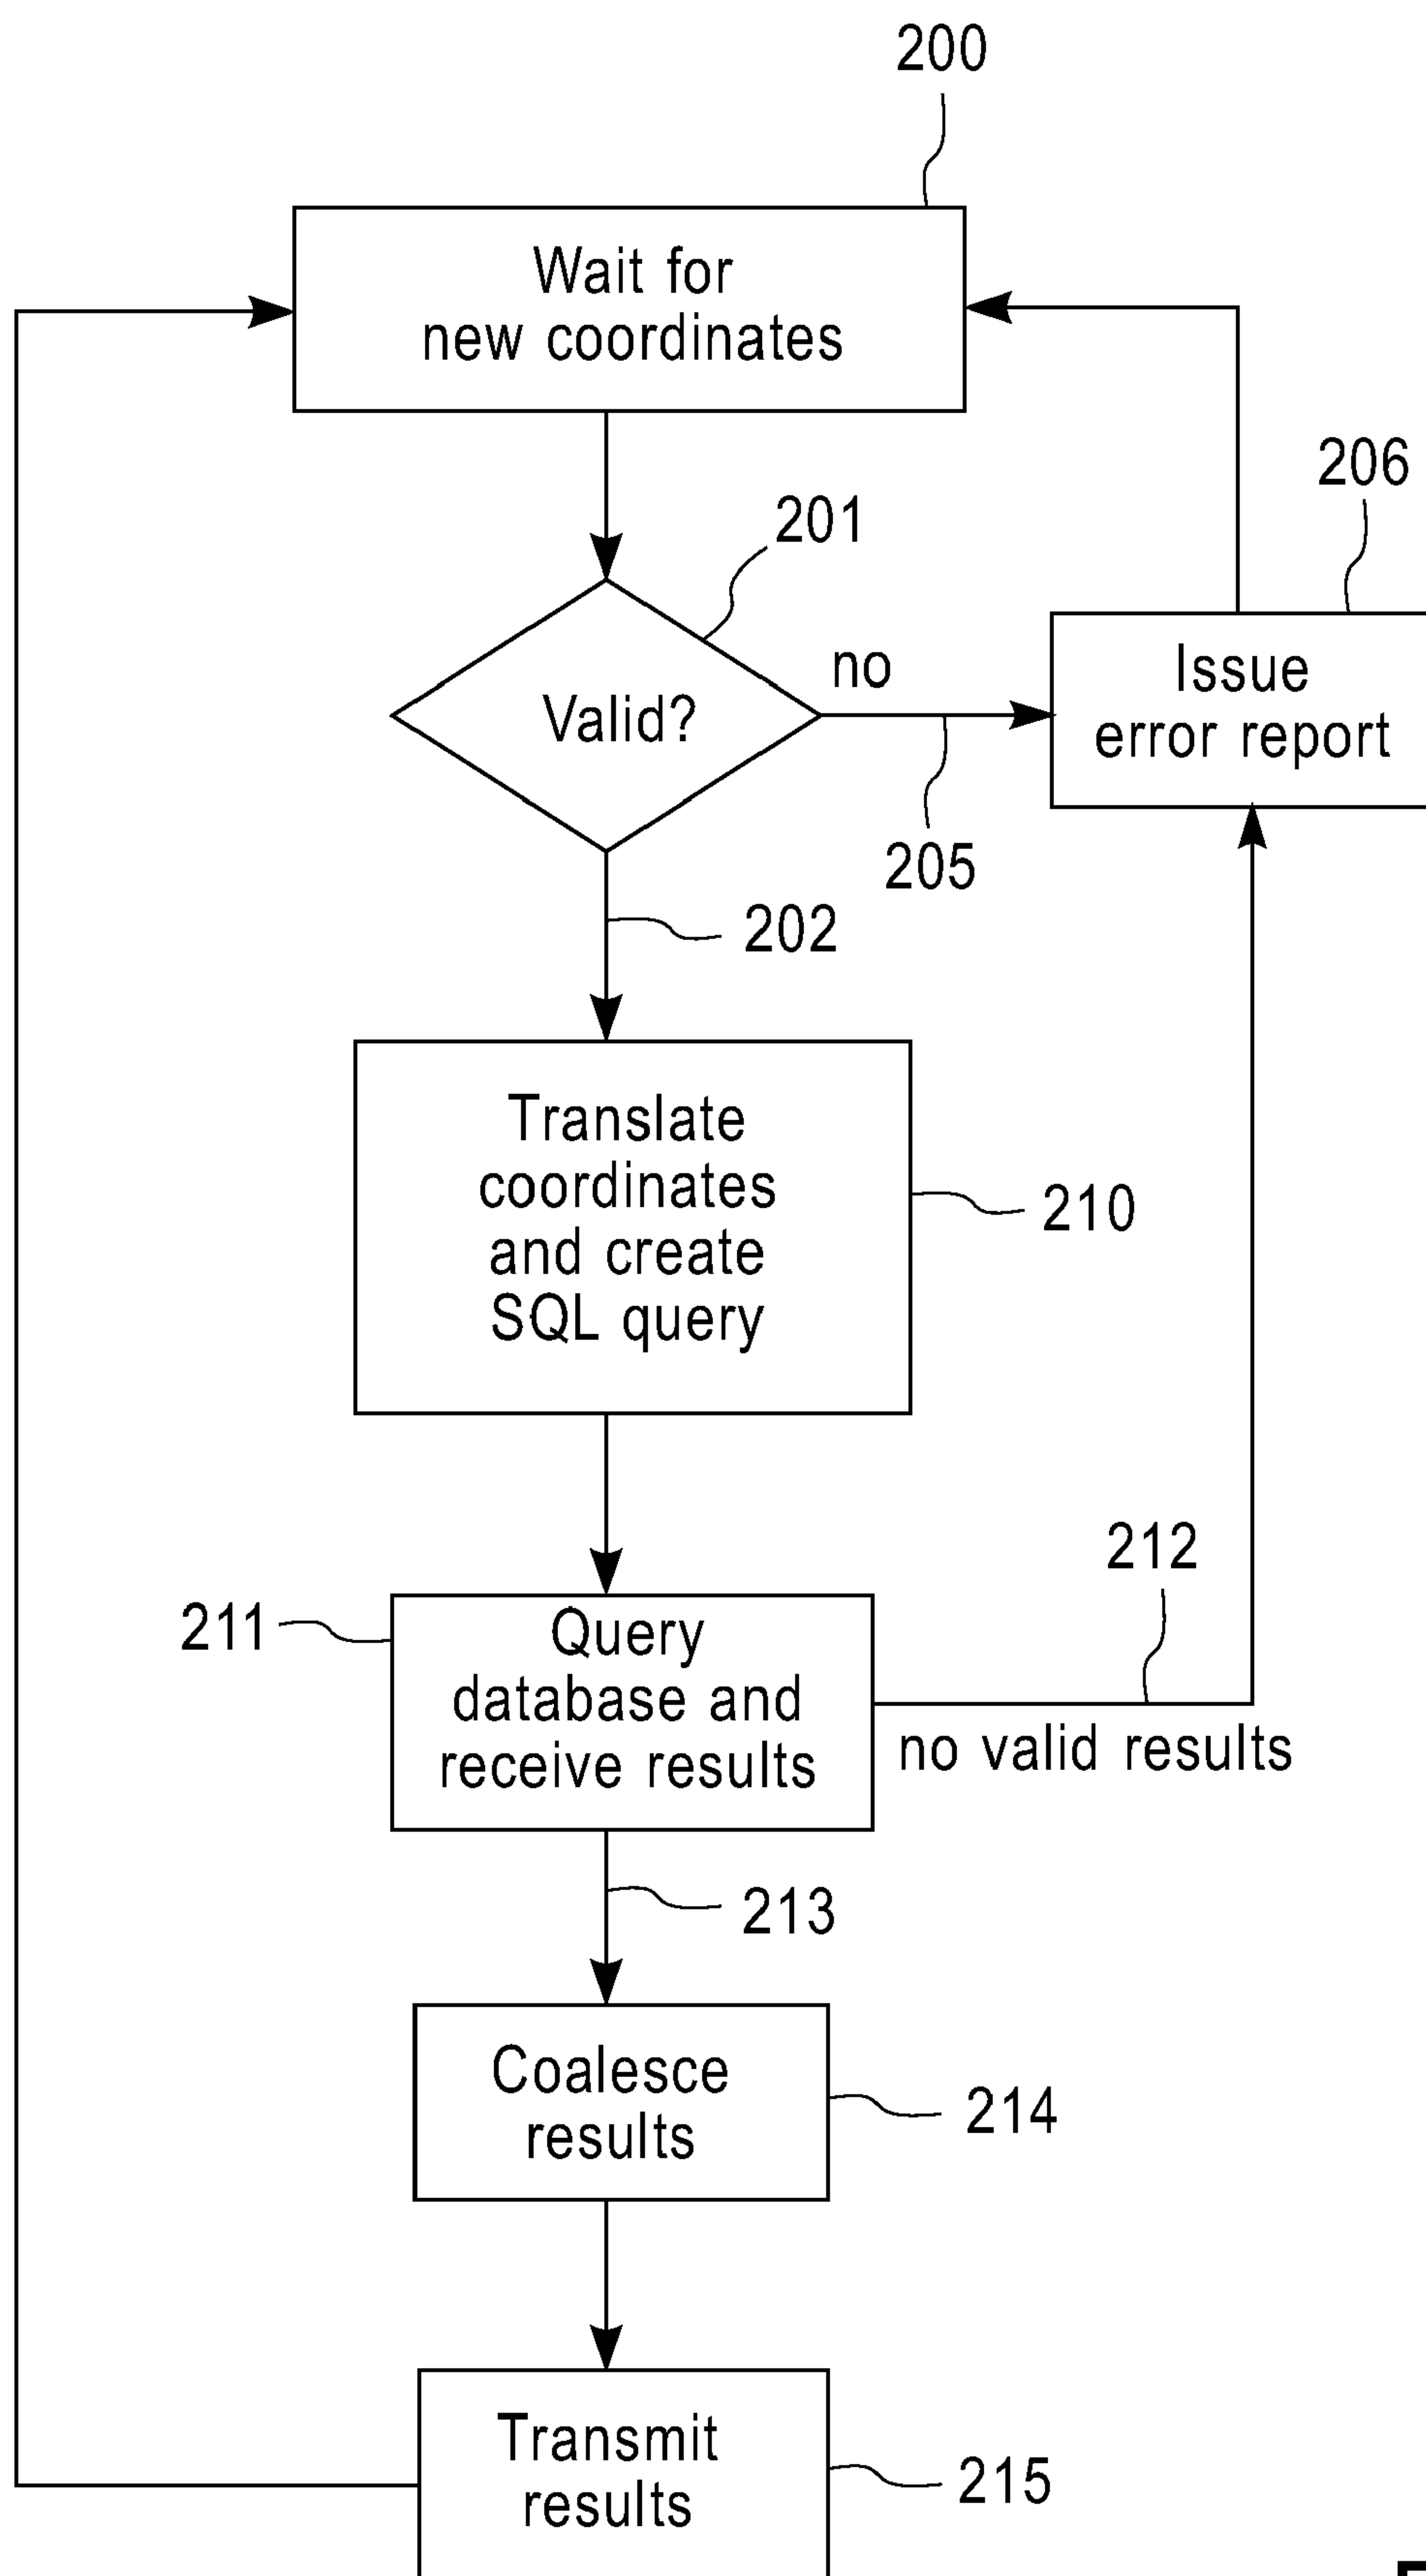 200
Wait for
new coordinates
206
201
no
Valid?
Issue
error report
205
202
Translate
coordinates
and create
SQL query
210
212
211
Query
database and
receive results
no valid results
213
Coalesce
results
214
Transmit
results
215